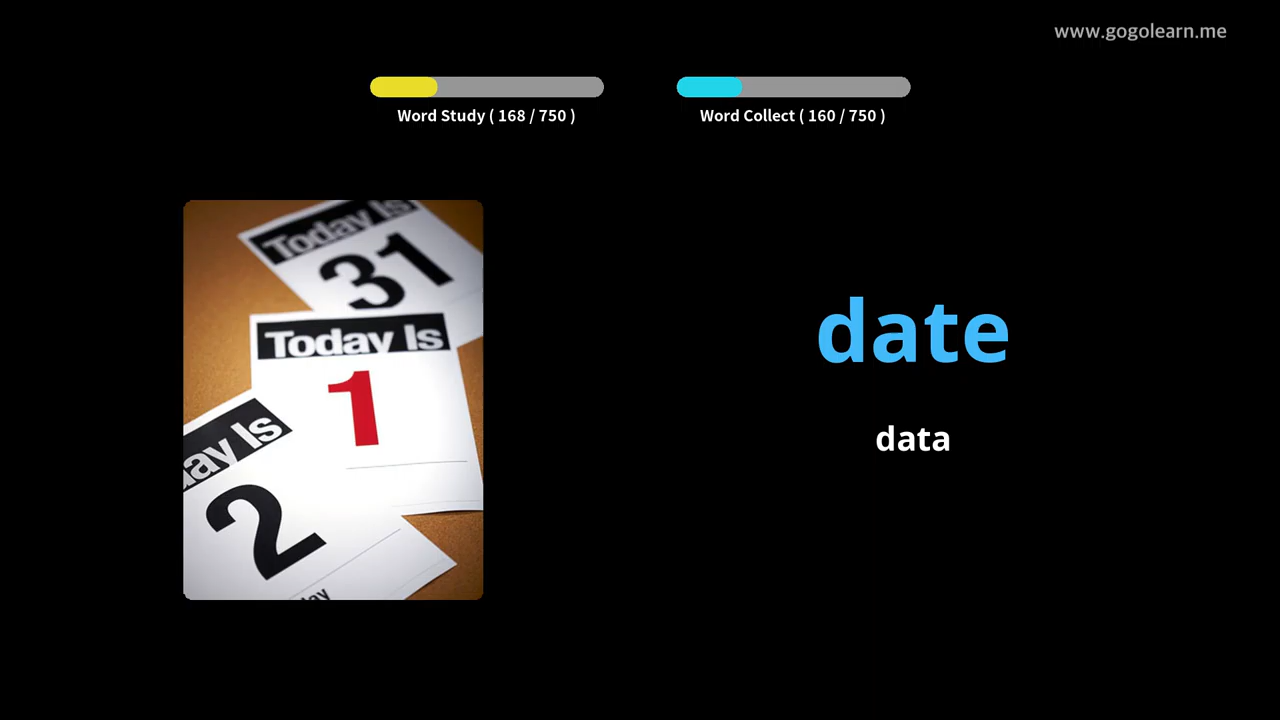 www.gogolearn.me
Word Study ( 168 / 750 )
Word Collect ( 160 / 750 )
Today Is
31
Today Is
1
day Is
2
date
data